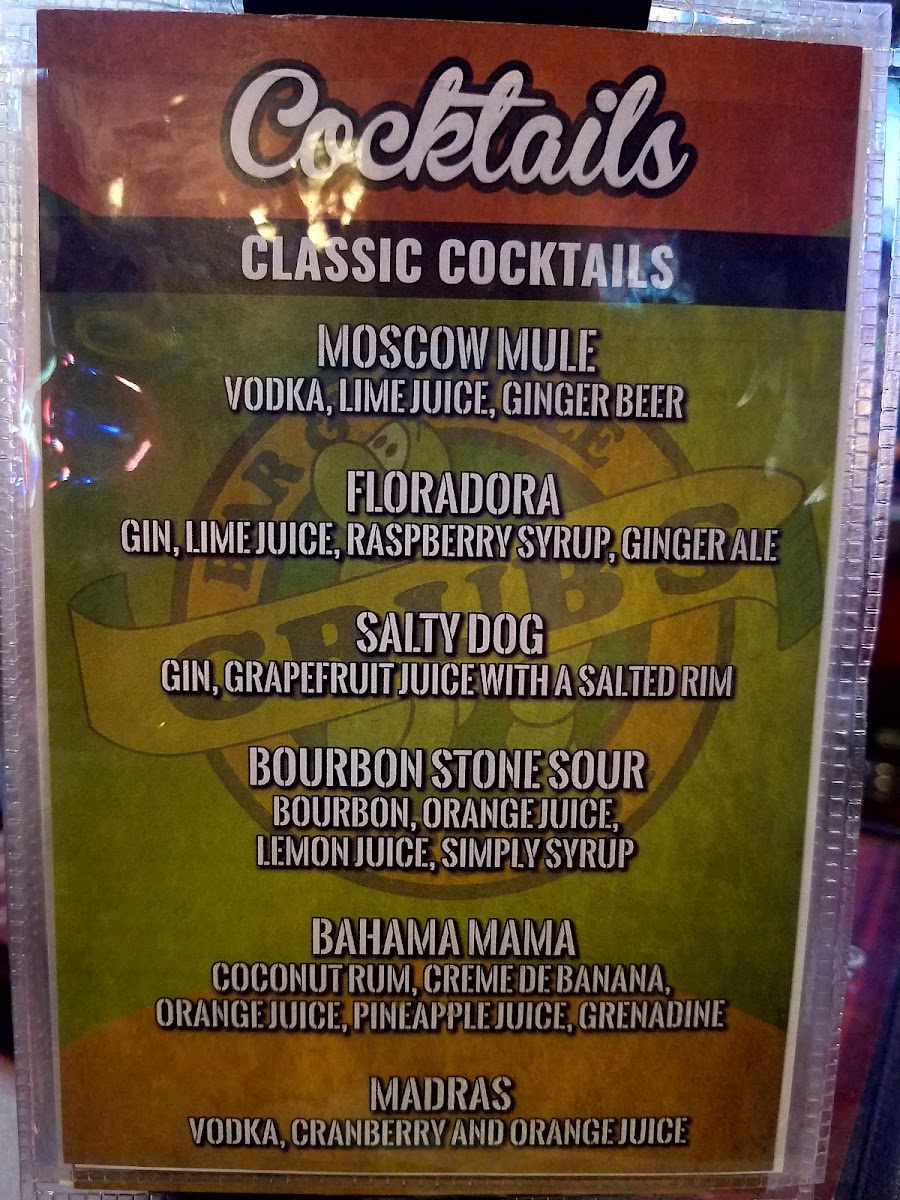 Cocktails
CLASSIC COCKTAILS
MOSCOW MULE
VODKA, LIME JUICE, GINGER BEER
FLORADORA
GIN, LIME JUICE, RASPBERRY SYRUP, GINGER ALE
SALTY DOG
GIN, GRAPEFRUIT JUICE WITH A SALTED RIM
BOURBON STONE SOUR
BOURBON, ORANGE JUICE,
LEMON JUICE, SIMPLY SYRUP
BAHAMA MAMA
COCONUT RUM, CREME DE BANANA,
ORANGE JUICE, PINEAPPLE JUICE, GRENADINE
MADRAS
VODKA, CRANBERRY AND ORANGE JUICE
BAR
GRUB'S